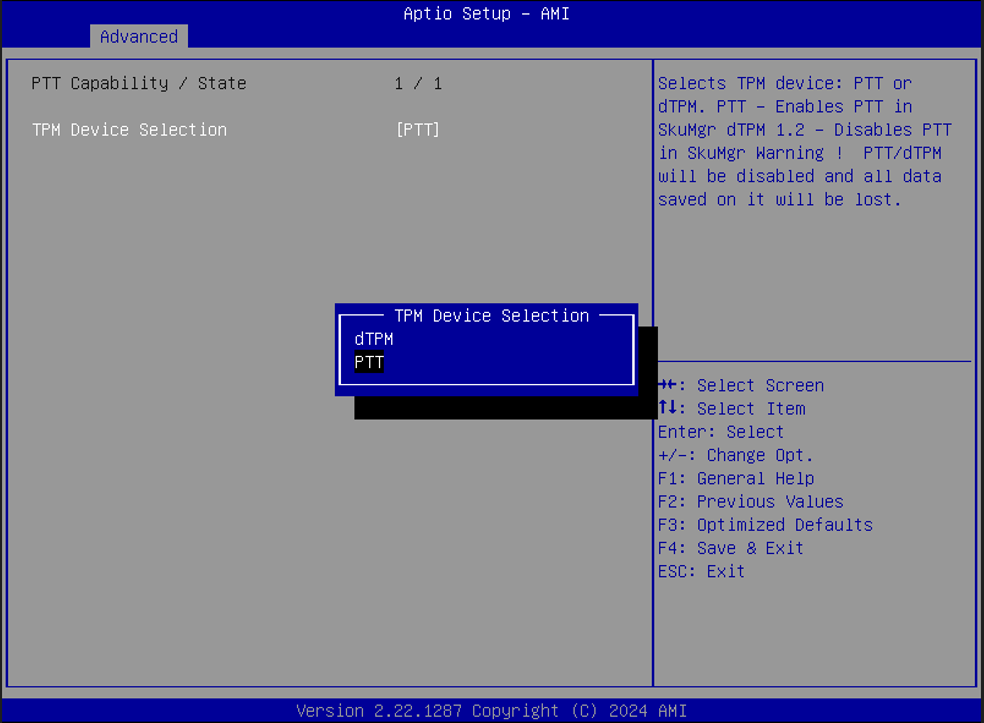 Aptio Setup – AMI
Advanced
PTT Capability / State 1 / 1
TPM Device Selection [PTT]
Selects TPM device: PTT or
dTPM. PTT – Enables PTT in
SkuMgr dTPM 1.2 – Disables PTT
in SkuMgr Warning !  PTT/dTPM
will be disabled and all data
saved on it will be lost.
TPM Device Selection
dTPM
PTT
→←: Select Screen
↑↓: Select Item
Enter: Select
+/–: Change Opt.
F1: General Help
F2: Previous Values
F3: Optimized Defaults
F4: Save & Exit
ESC: Exit
Version 2.22.1287 Copyright (C) 2024 AMI